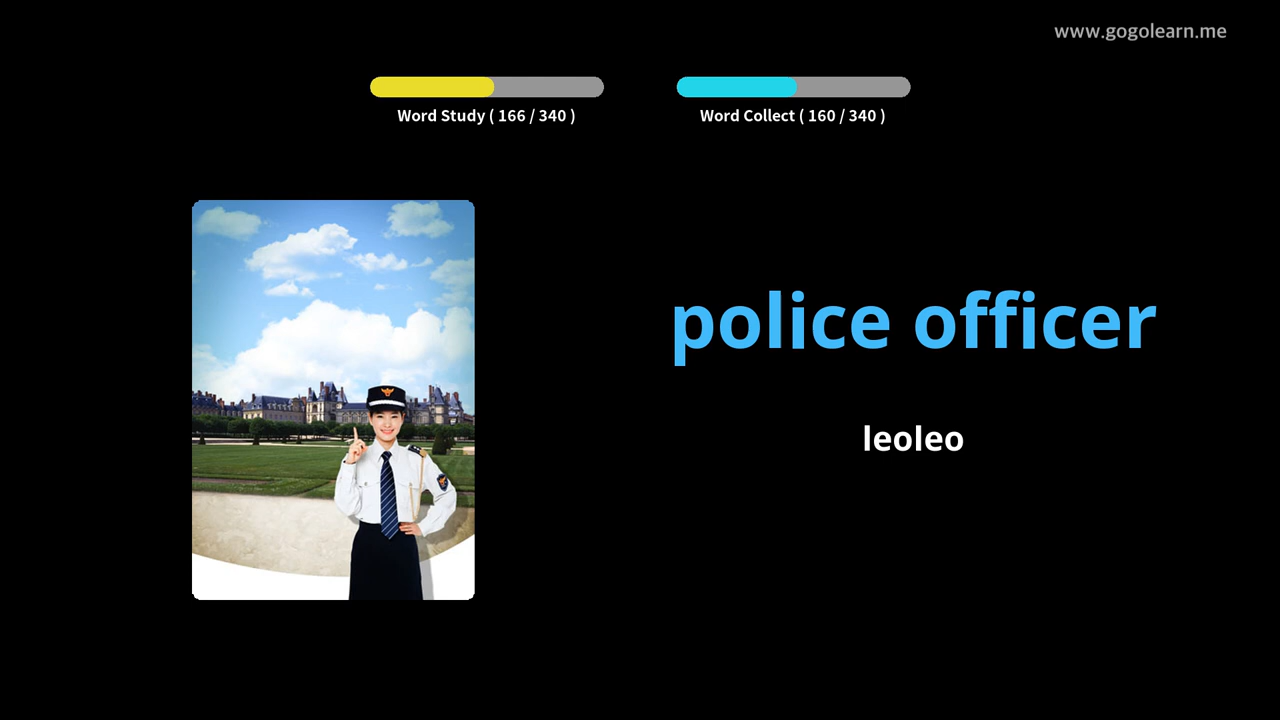 www.gogolearn.me
Word Study ( 166 / 340 )
Word Collect ( 160 / 340 )
police officer
leoleo